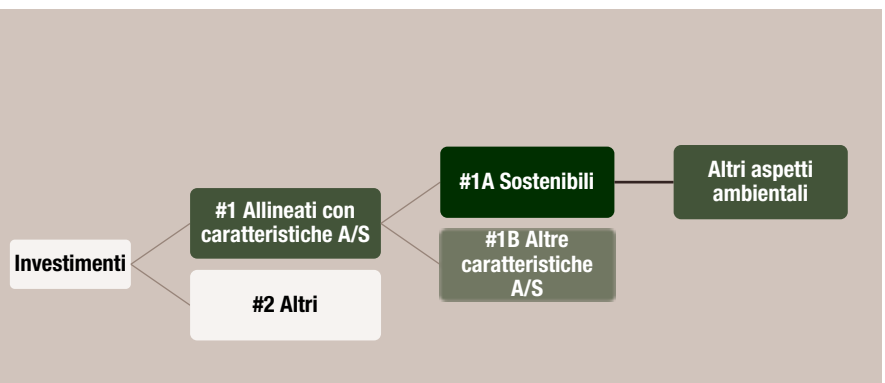 Investimenti
#1 Allineati con
caratteristiche A/S
#2 Altri
#1A Sostenibili
#1B Altre
caratteristiche
A/S
Altri aspetti
ambientali